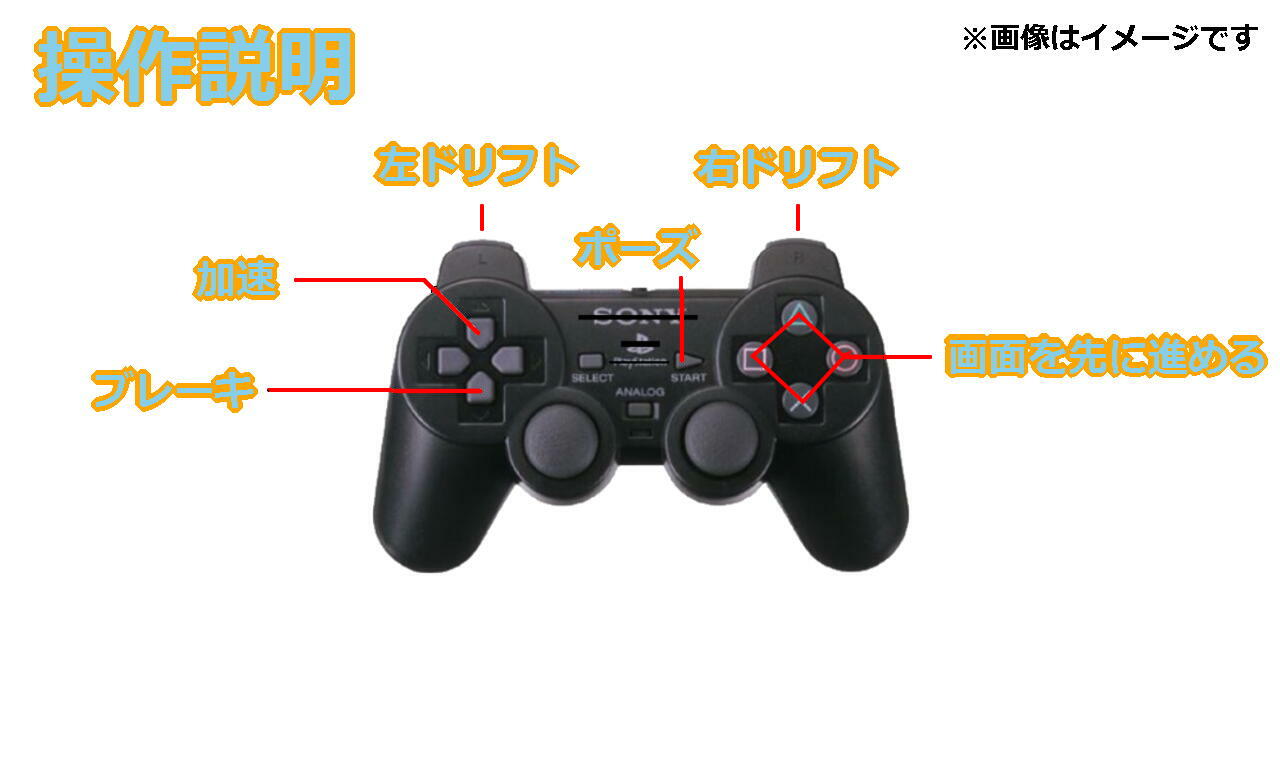 操作説明
※画像はイメージです
左ドリフト
右ドリフト
ポーズ
L
R
加速
SONY
PlayStation
SELECT
START
画面を先に進める
ブレーキ
ANALOG